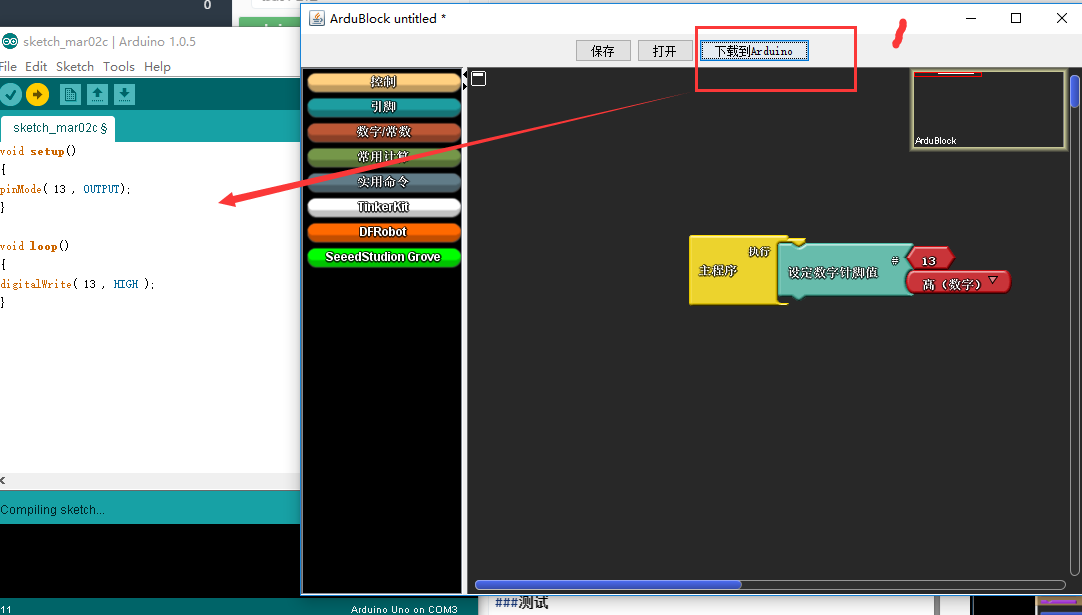 0
ArduBlock untitled *
sketch_mar02c | Arduino 1.0.5
File Edit Sketch Tools Help
保存 打开 下载到Arduino
sketch_mar02c §
void setup()
{
pinMode( 13 , OUTPUT);
}
void loop()
{
digitalWrite( 13 , HIGH );
}
Compiling sketch...
11
Arduino Uno on COM3
控制
引脚
数字/常数
常用计算
实用命令
TinkerKit
DFRobot
SeeedStudion Grove
ArduBlock
主程序
执行
设定数字针脚值
#
13
高（数字）
###测试